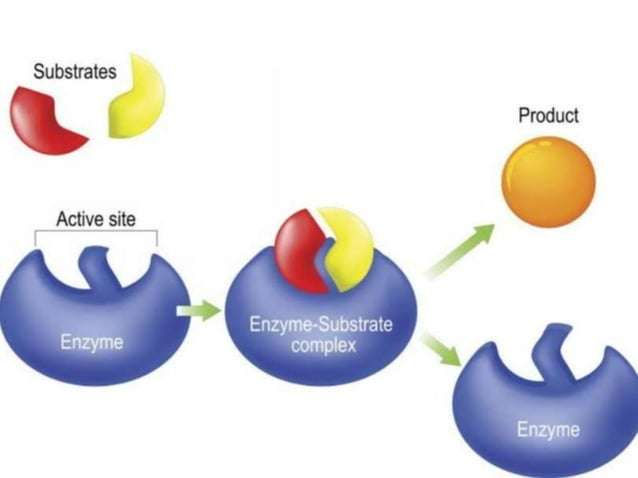 Substrates
Product
Active site
Enzyme
Enzyme-Substrate
complex
Enzyme